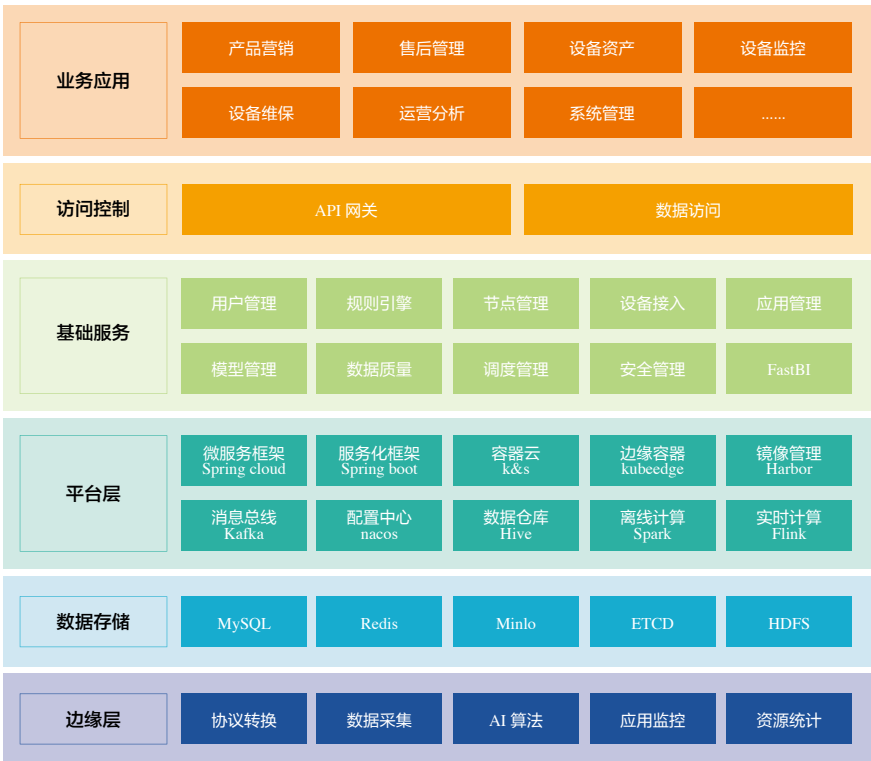 业务应用
产品营销
售后管理
设备资产
设备监控
设备维保
运营分析
系统管理
......
访问控制
API 网关
数据访问
基础服务
用户管理
规则引擎
节点管理
设备接入
应用管理
模型管理
数据质量
调度管理
安全管理
FastBI
平台层
微服务框架
Spring cloud
服务化框架
Spring boot
容器云
k&s
边缘容器
kubeedge
镜像管理
Harbor
消息总线
Kafka
配置中心
nacos
数据仓库
Hive
离线计算
Spark
实时计算
Flink
数据存储
MySQL
Redis
Minlo
ETCD
HDFS
边缘层
协议转换
数据采集
AI 算法
应用监控
资源统计